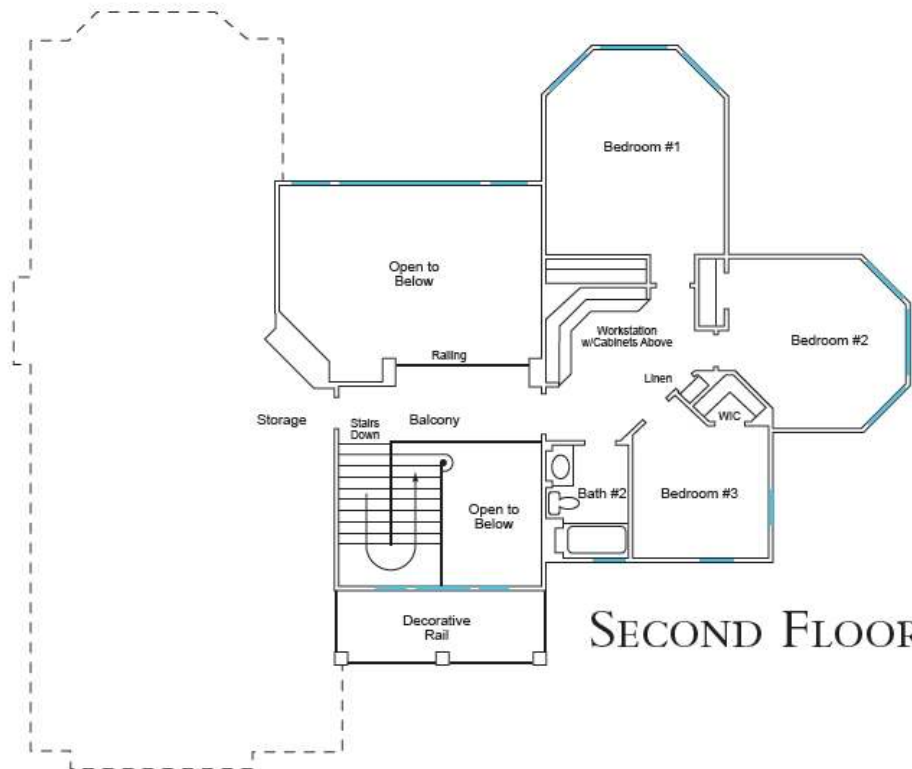 Bedroom #1
Open to
Below
Workstation
w/Cabinets Above
Bedroom #2
Railing
Linen
WIC
Storage
Stairs
Down
Balcony
Bath #2
Bedroom #3
Open to
Below
Decorative
Rail
SECOND FLOOR